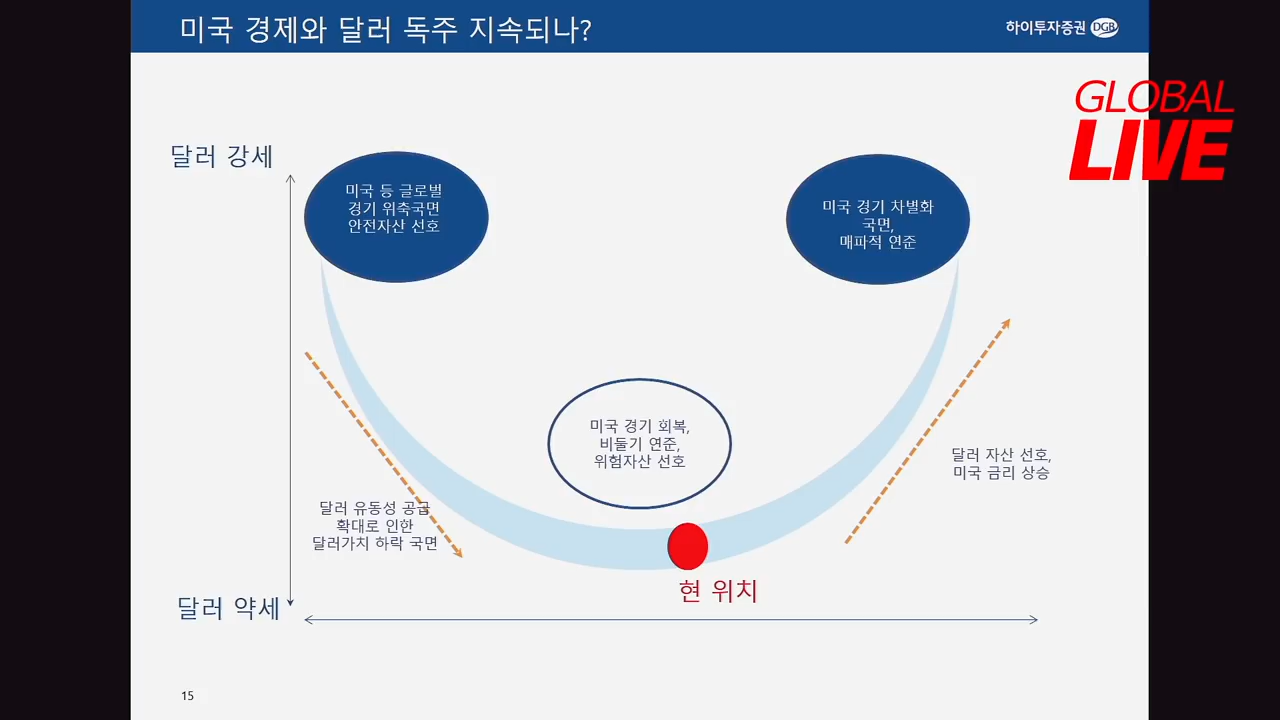 미국 경제와 달러 독주 지속되나?
하이투자증권 DGB
GLOBAL
LIVE
달러 강세
미국 등 글로벌
경기 위축국면
안전자산 선호
미국 경기 차별화
국면,
매파적 연준
미국 경기 회복,
비둘기 연준,
위험자산 선호
달러 자산 선호,
미국 금리 상승
달러 유동성 공급
확대로 인한
달러가치 하락 국면
현 위치
달러 약세
15